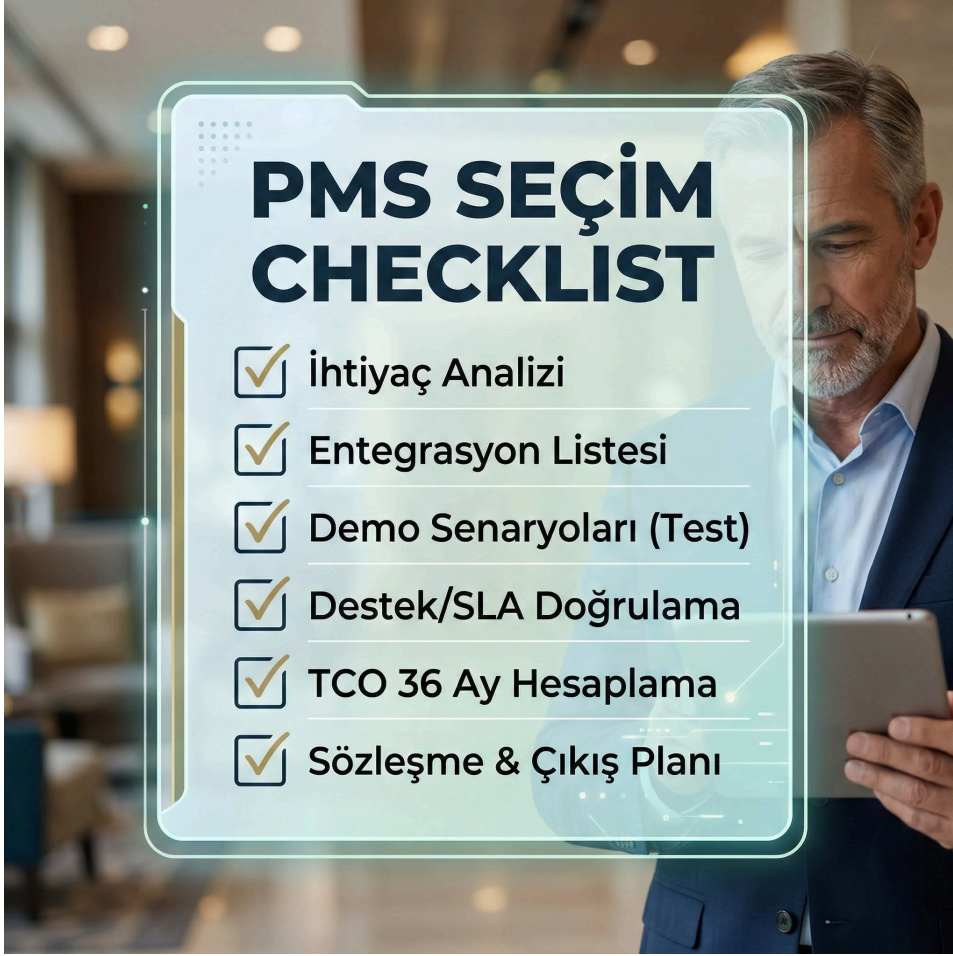 PMS SEÇİM
CHECKLIST
İhtiyaç Analizi
Entegrasyon Listesi
Demo Senaryoları (Test)
Destek/SLA Doğrulama
TCO 36 Ay Hesaplama
Sözleşme & Çıkış Planı